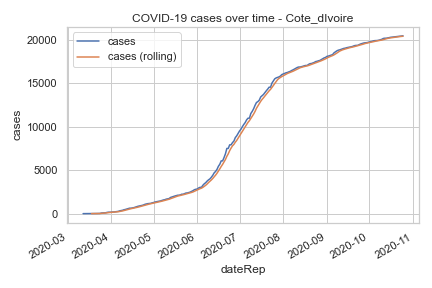 COVID-19 cases over time - Cote_dIvoire
cases
cases (rolling)
20000
15000
10000
5000
0
cases
2020-03
2020-04
2020-05
2020-06
2020-07
2020-08
2020-09
2020-10
2020-11
dateRep